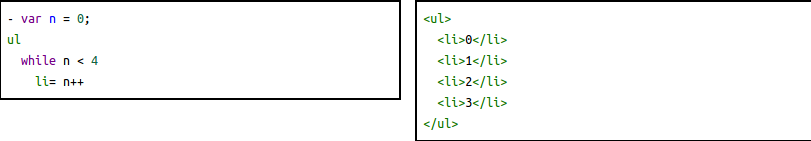 - var n = 0;
ul
  while n < 4
    li= n++
<ul>
  <li>0</li>
  <li>1</li>
  <li>2</li>
  <li>3</li>
</ul>